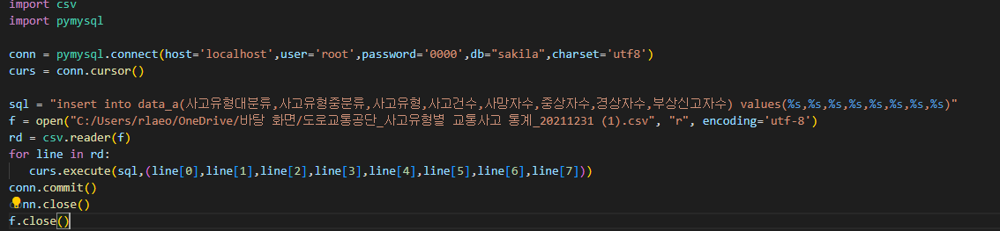 import csv
import pymysql
conn = pymysql.connect(host='localhost',user='root',password='0000',db="sakila",charset='utf8')
curs = conn.cursor()
sql = "insert into data_a(사고유형대분류,사고유형중분류,사고유형,사고건수,사망자수,중상자수,경상자수,부상신고자수) values(%s,%s,%s,%s,%s,%s,%s,%s)"
f = open("C:/Users/rlaeo/OneDrive/바탕 화면/도로교통공단_사고유형별 교통사고 통계_20211231 (1).csv", "r", encoding='utf-8')
rd = csv.reader(f)
for line in rd:
   curs.execute(sql,(line[0],line[1],line[2],line[3],line[4],line[5],line[6],line[7]))
conn.commit()
conn.close()
f.close()